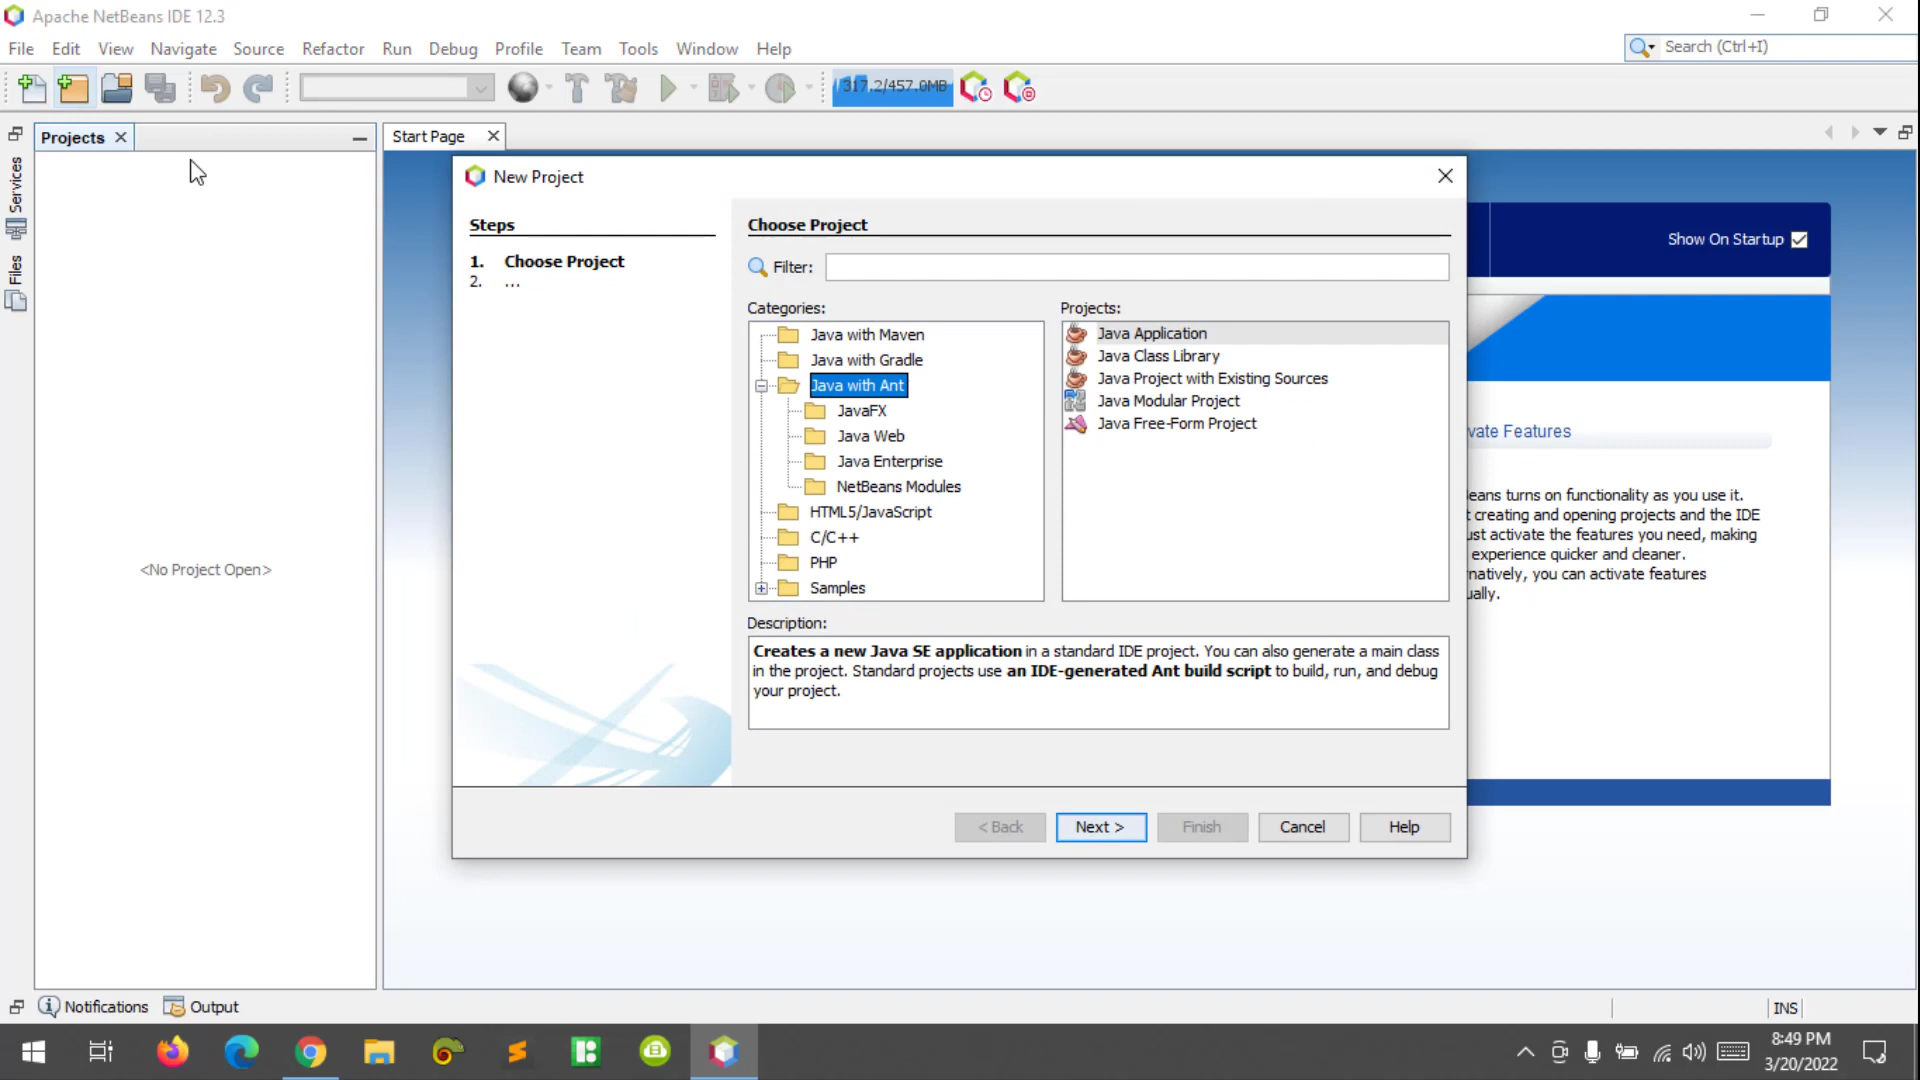 Apache NetBeans IDE 12.3
File Edit View Navigate Source Refactor Run Debug Profile Team Tools Window Help
Search (Ctrl+I)
317.2/457.0MB
Projects
Start Page
Services
Files
<No Project Open>
New Project
Steps
1. Choose Project
2. ...
Choose Project
Filter:
Categories:
Java with Maven
Java with Gradle
Java with Ant
JavaFX
Java Web
Java Enterprise
NetBeans Modules
HTML5/JavaScript
C/C++
PHP
Samples
Projects:
Java Application
Java Class Library
Java Project with Existing Sources
Java Modular Project
Java Free-Form Project
Description:
Creates a new Java SE application in a standard IDE project. You can also generate a main class
in the project. Standard projects use an IDE-generated Ant build script to build, run, and debug
your project.
< Back Next > Finish Cancel Help
Show On Startup
vate Features
eans turns on functionality as you use it.
t creating and opening projects and the IDE
ust activate the features you need, making
experience quicker and cleaner.
natively, you can activate features
ually.
Notifications Output
INS
8:49 PM
3/20/2022